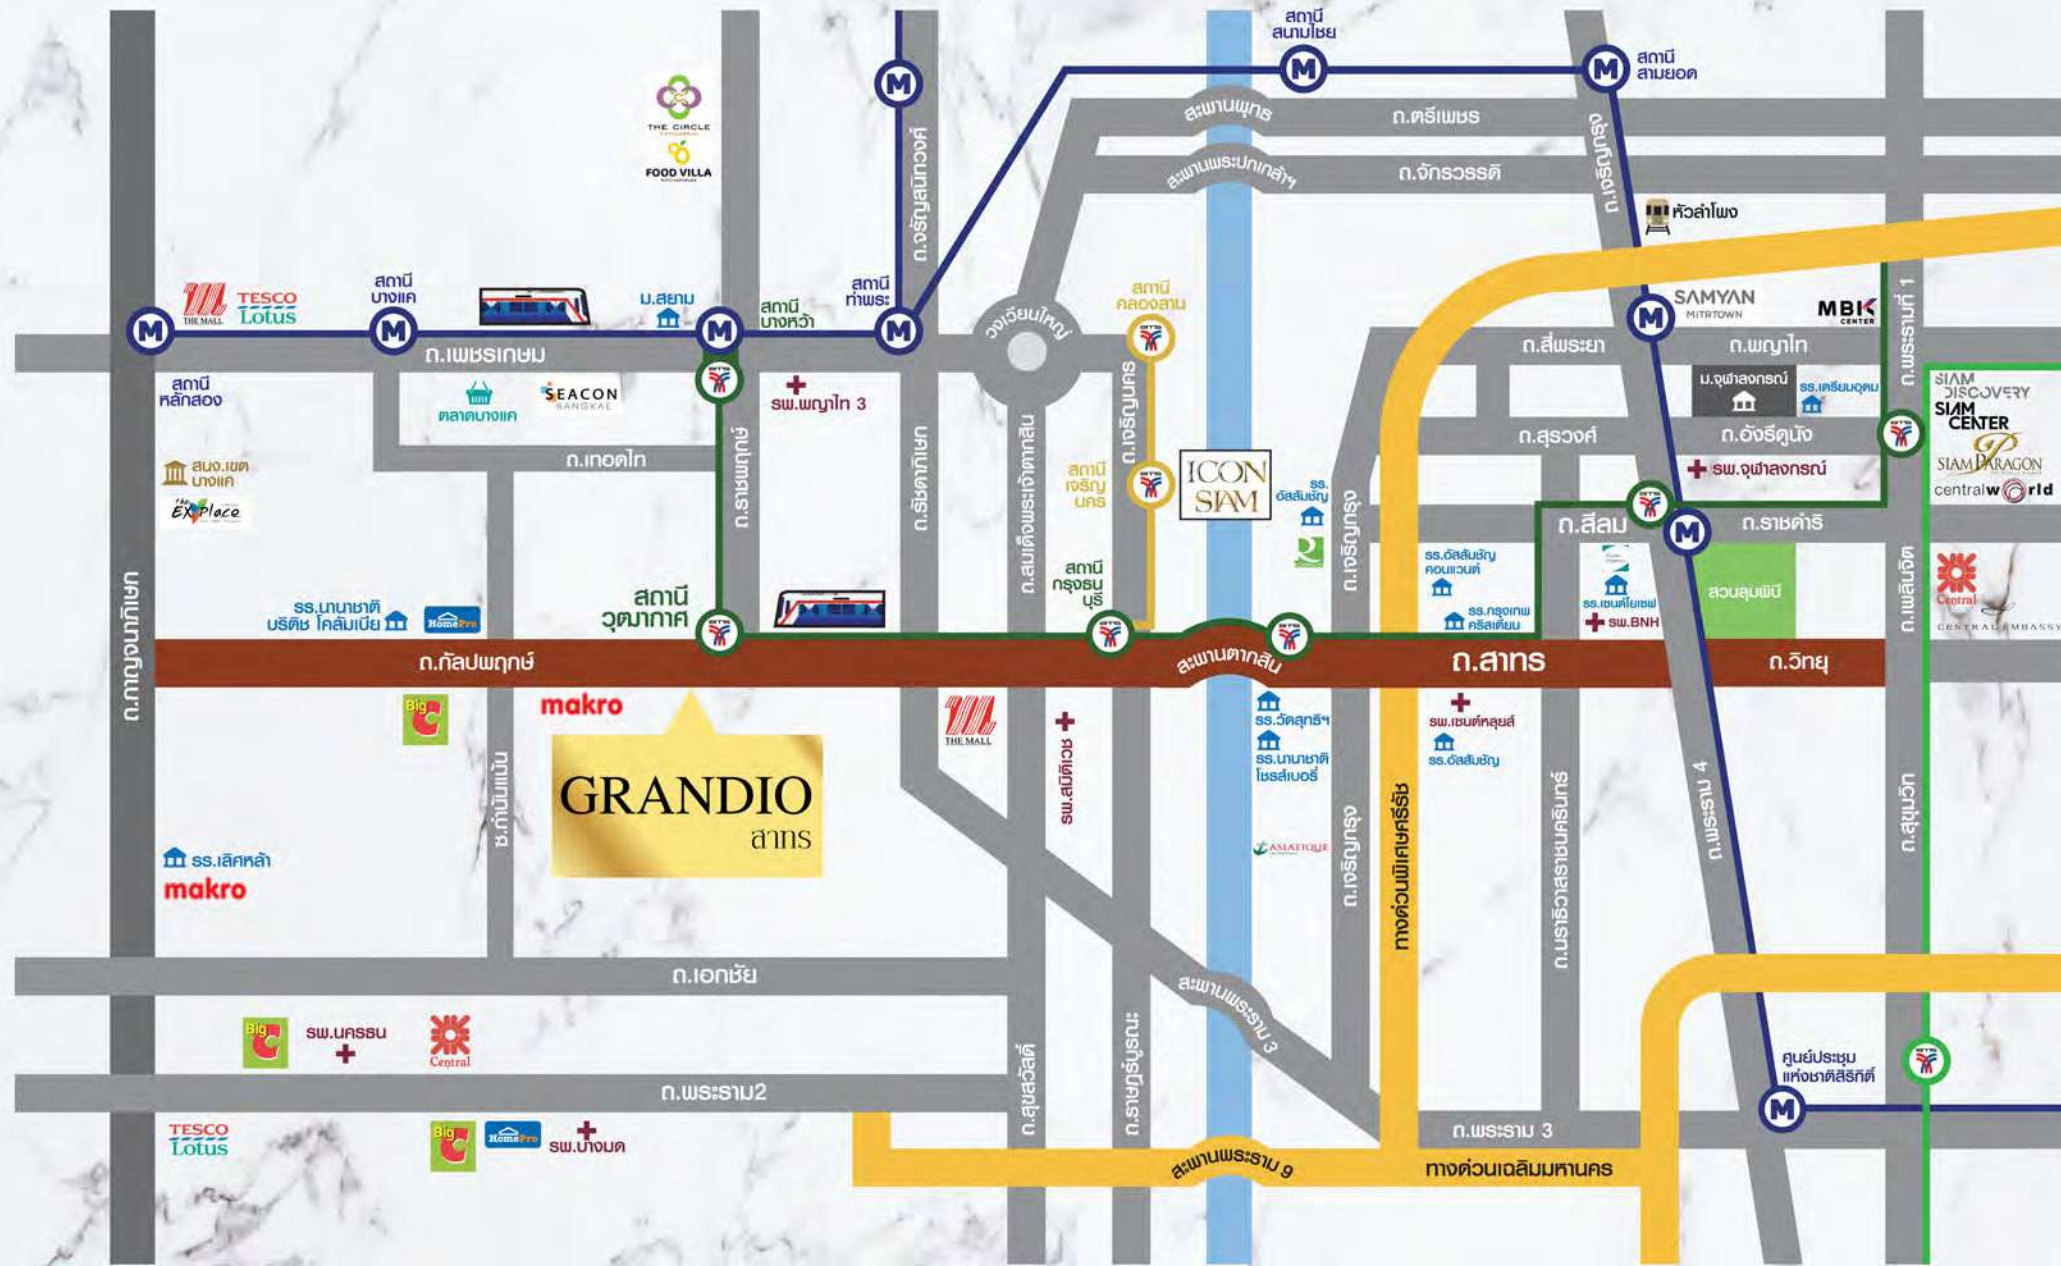 สถานี
สนามไชย
สถานี
สามยอด
M
M
M
THE CIRCLE
FOOD VILLA
ถ.จรัญสนิทวงศ์
สะพานพุทธ
ถ.ตรีเพชร
ถ.เจริญกรุง
สะพานพระปกเกล้าฯ
ถ.จักรวรรดิ
หัวลำโพง
THE MALL
TESCO
Lotus
สถานี
บางแค
ม.สยาม
สถานี
บางหว้า
สถานี
ท่าพระ
วงเวียนใหญ่
สถานี
คลองสาน
SAMYAN
MITRTOWN
MBK
CENTER
ถ.พระรามที่ 1
M
M
M
M
M
BTS
ถ.เพชรเกษม
ถ.สี่พระยา
ถ.พญาไท
สถานี
หลักสอง
ตลาดบางแค
SEACON
BANGKAE
BTS
รพ.พญาไท 3
ถ.เจริญนคร
ม.จุฬาลงกรณ์
รร.เตรียมอุดม
SIAM
DISCOVERY
SIAM
CENTER
SIAM PARAGON
centralwOrld
ถ.เทอดไท
ถ.ราชพฤกษ์
ถ.รัชดาภิเษก
ถ.สมเด็จพระเจ้าตากสิน
ถ.สุรวงศ์
ถ.อังรีดูนัง
BTS
รพ.จุฬาลงกรณ์
สนง.เขต
บางแค
the
EXPlace
สถานี
เจริญ
นคร
BTS
ICON
SIAM
รร.
อัสสัมชัญ
ถ.เจริญกรุง
ถ.สีลม
BTS
M
ถ.ราชดำริ
ถ.กาญจนาภิเษก
รร.นานาชาติ
บริติช โคลัมเบีย
HomePro
สถานี
วุฒากาศ
BTS
สถานี
กรุงธน
บุรี
BTS
BTS
รร.อัสสัมชัญ
คอนแวนต์
รร.กรุงเทพ
คริสเตียน
รร.เซนต์โยเซฟ
รพ.BNH
สวนลุมพินี
ถ.เพลินจิต
Central
CENTRAL EMBASSY
ถ.กัลปพฤกษ์
สะพานตากสิน
ถ.สาทร
ถ.วิทยุ
Big
C
makro
GRANDIO
สาทร
THE MALL
รพ.สมิติเวช
รร.วัดสุทธิฯ
รร.นานาชาติ
โชรส์เบอรี่
รพ.เซนต์หลุยส์
รร.อัสสัมชัญ
ซ.กำนันแม้น
ASIATIQUE
ถ.เจริญกรุง
ทางด่วนพิเศษศรีรัช
ถ.นราธิวาสราชนครินทร์
ถ.พระราม 4
ถ.สุขุมวิท
รร.เลิศหล้า
makro
ถ.เอกชัย
สะพานพระราม 3
Big
C
รพ.นครธน
Central
ถ.สุขสวัสดิ์
ถ.ราษฎร์บูรณะ
ศูนย์ประชุม
แห่งชาติสิริกิติ์
BTS
M
ถ.พระราม2
TESCO
Lotus
Big
C
HomePro
รพ.บางมด
ถ.พระราม 3
สะพานพระราม 9
ทางด่วนเฉลิมมหานคร